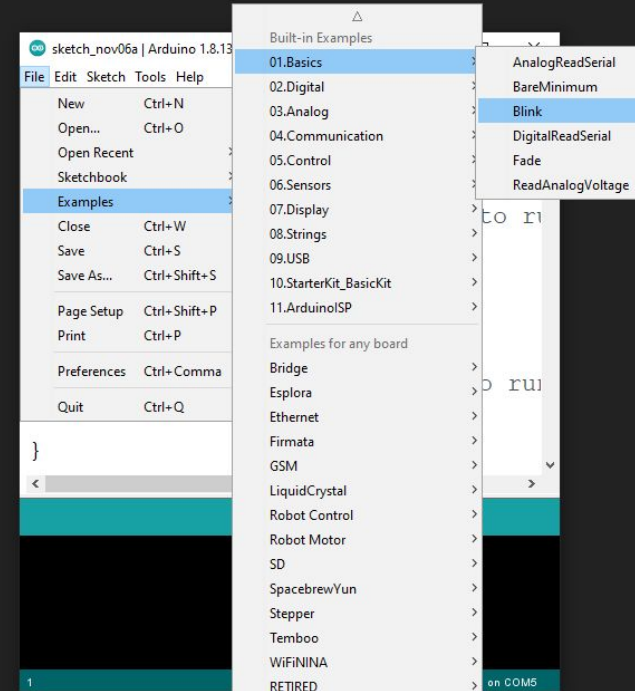 sketch_nov06a | Arduino 1.8.13
File Edit Sketch Tools Help
New Ctrl+N
Open... Ctrl+O
Open Recent
Sketchbook
Examples
Close Ctrl+W
Save Ctrl+S
Save As... Ctrl+Shift+S
Page Setup Ctrl+Shift+P
Print Ctrl+P
Preferences Ctrl+Comma
Quit Ctrl+Q
}
1
Built-in Examples
01.Basics
02.Digital
03.Analog
04.Communication
05.Control
06.Sensors
07.Display
08.Strings
09.USB
10.StarterKit_BasicKit
11.ArduinoISP
Examples for any board
Bridge
Esplora
Ethernet
Firmata
GSM
LiquidCrystal
Robot Control
Robot Motor
SD
SpacebrewYun
Stepper
Temboo
WiFiNINA
RETIRED
AnalogReadSerial
BareMinimum
Blink
DigitalReadSerial
Fade
ReadAnalogVoltage
to
on COM5